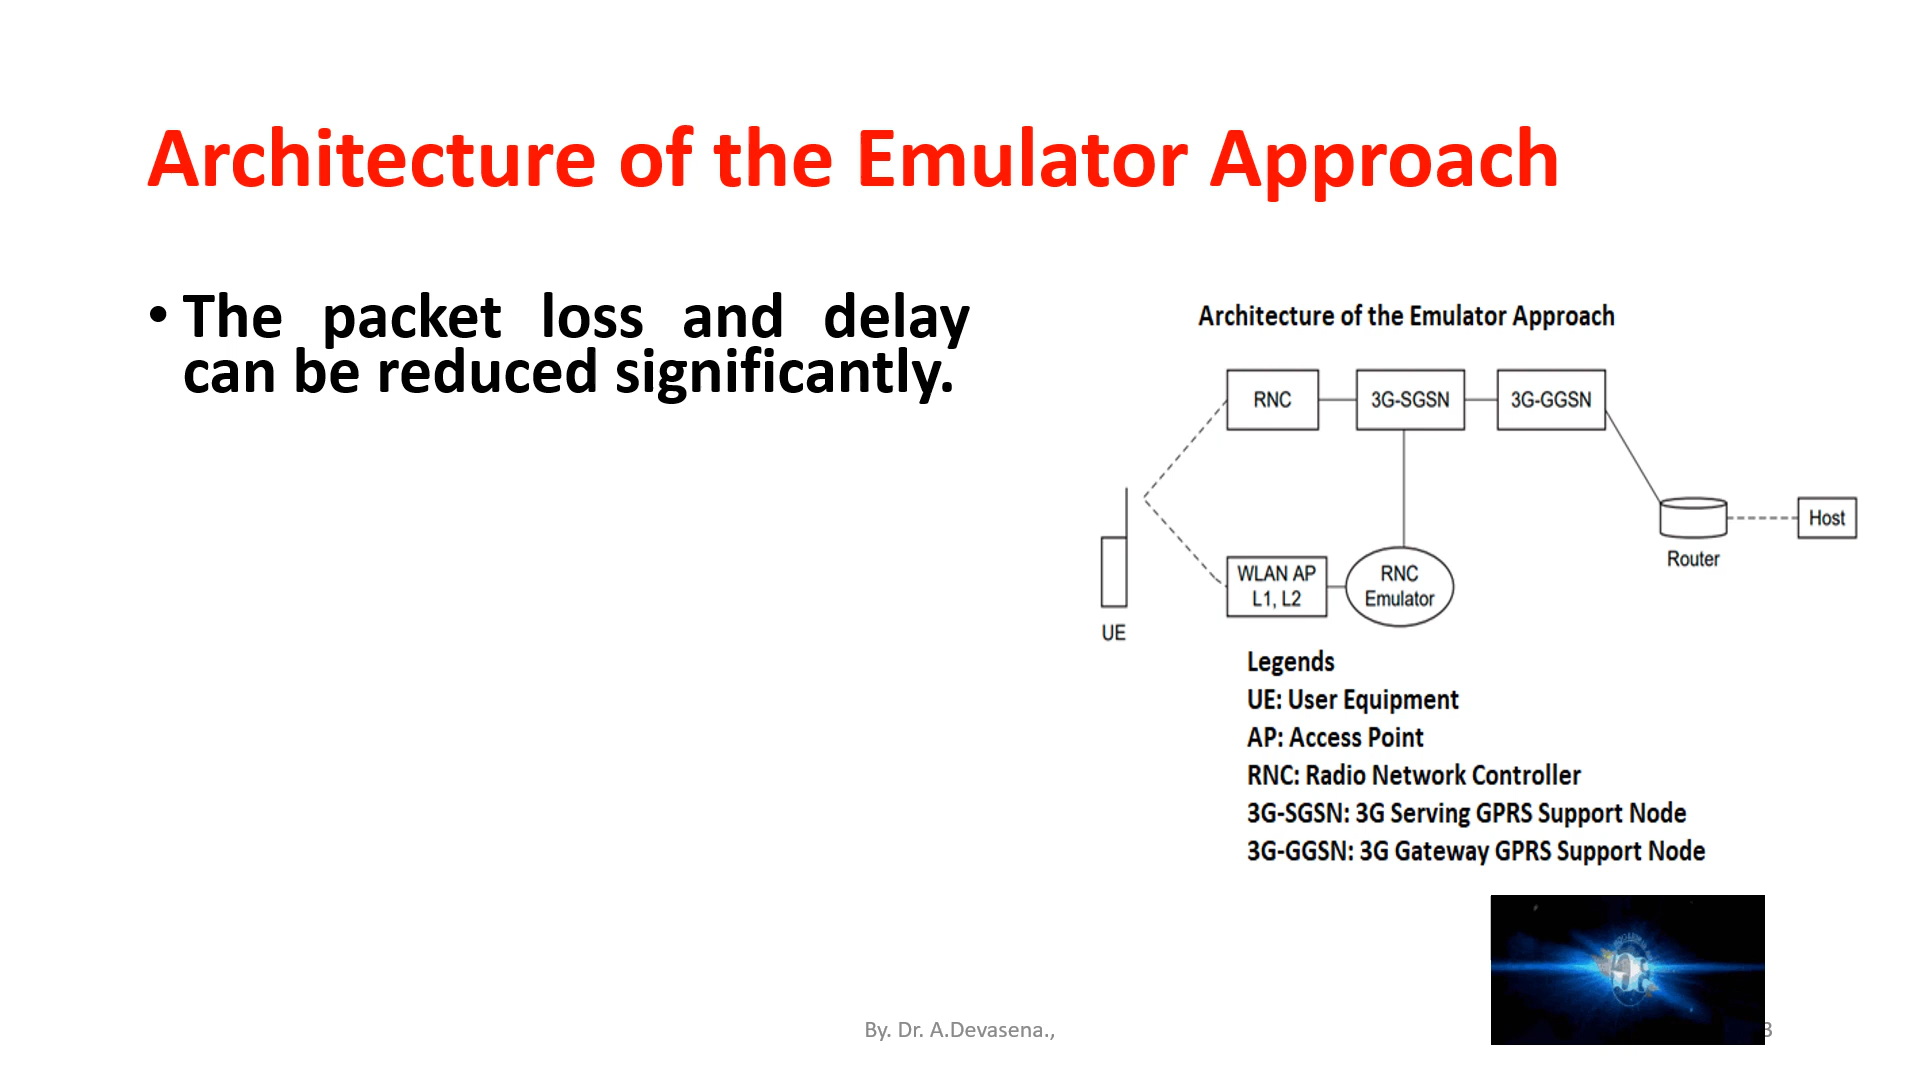 Architecture of the Emulator Approach
• The packet loss and delay
can be reduced significantly.
Architecture of the Emulator Approach
RNC
3G-SGSN
3G-GGSN
Host
Router
WLAN AP
L1, L2
RNC
Emulator
UE
Legends
UE: User Equipment
AP: Access Point
RNC: Radio Network Controller
3G-SGSN: 3G Serving GPRS Support Node
3G-GGSN: 3G Gateway GPRS Support Node
By. Dr. A.Devasena.,
3